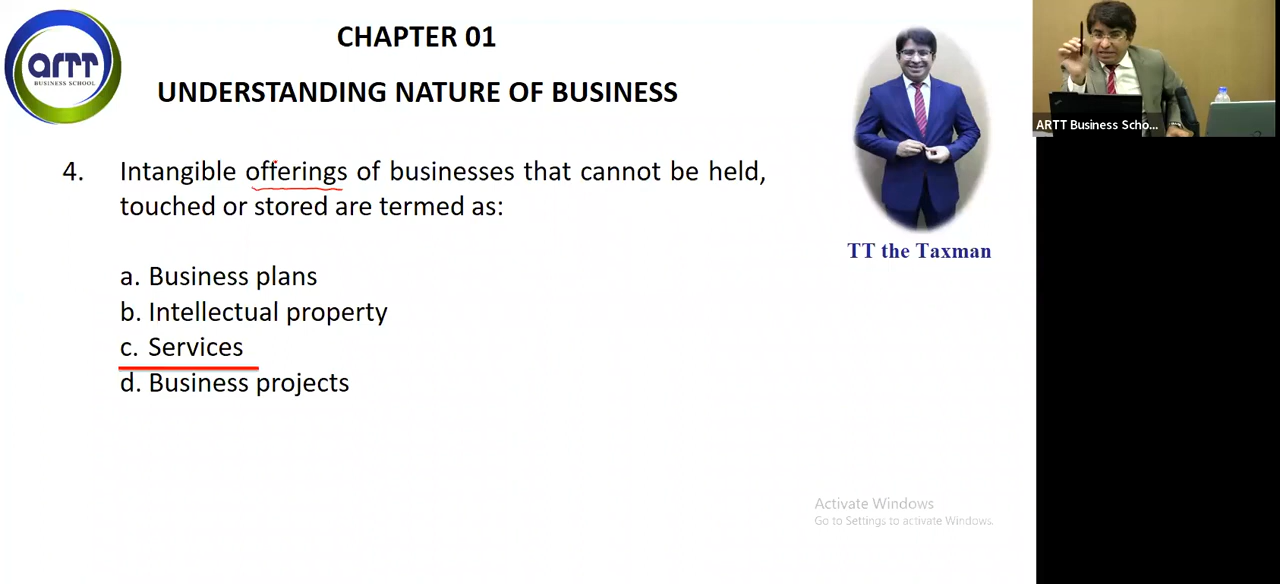 CHAPTER 01
UNDERSTANDING NATURE OF BUSINESS
artt
BUSINESS SCHOOL
4. Intangible offerings of businesses that cannot be held,
touched or stored are termed as:
a. Business plans
b. Intellectual property
c. Services
d. Business projects
TT the Taxman
ARTT Business Scho...
Activate Windows
Go to Settings to activate Windows.